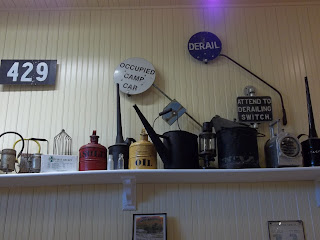 429
OCCUPIED
CAMP
CAR
DERAIL
ATTEND TO
DERAILING
SWITCH
OIL